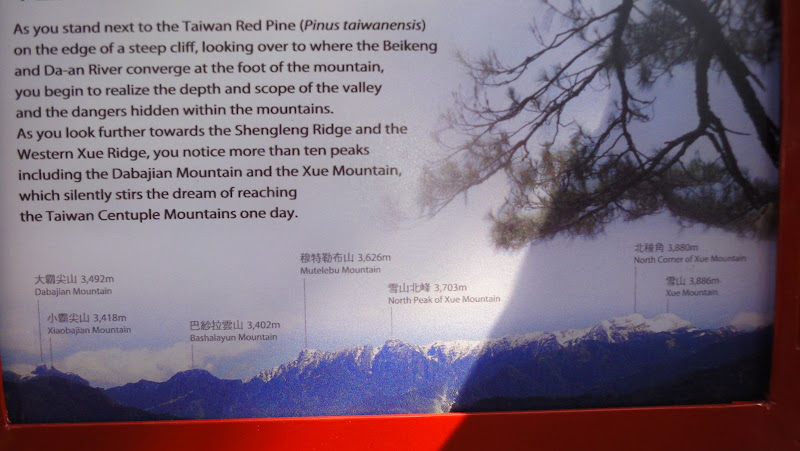 As you stand next to the Taiwan Red Pine (Pinus taiwanensis)
on the edge of a steep cliff, looking over to where the Beikeng
and Da-an River converge at the foot of the mountain,
you begin to realize the depth and scope of the valley
and the dangers hidden within the mountains.
As you look further towards the Shengleng Ridge and the
Western Xue Ridge, you notice more than ten peaks
including the Dabajian Mountain and the Xue Mountain,
which silently stirs the dream of reaching
the Taiwan Centuple Mountains one day.
大霸尖山 3,492m
Dabajian Mountain
小霸尖山 3,418m
Xiaobajian Mountain
巴紗拉雲山 3,402m
Bashalayun Mountain
穆特勒布山 3,626m
Mutelebu Mountain
雪山北峰 3,703m
North Peak of Xue Mountain
北稜角 3,880m
North Corner of Xue Mountain
雪山 3,886m
Xue Mountain